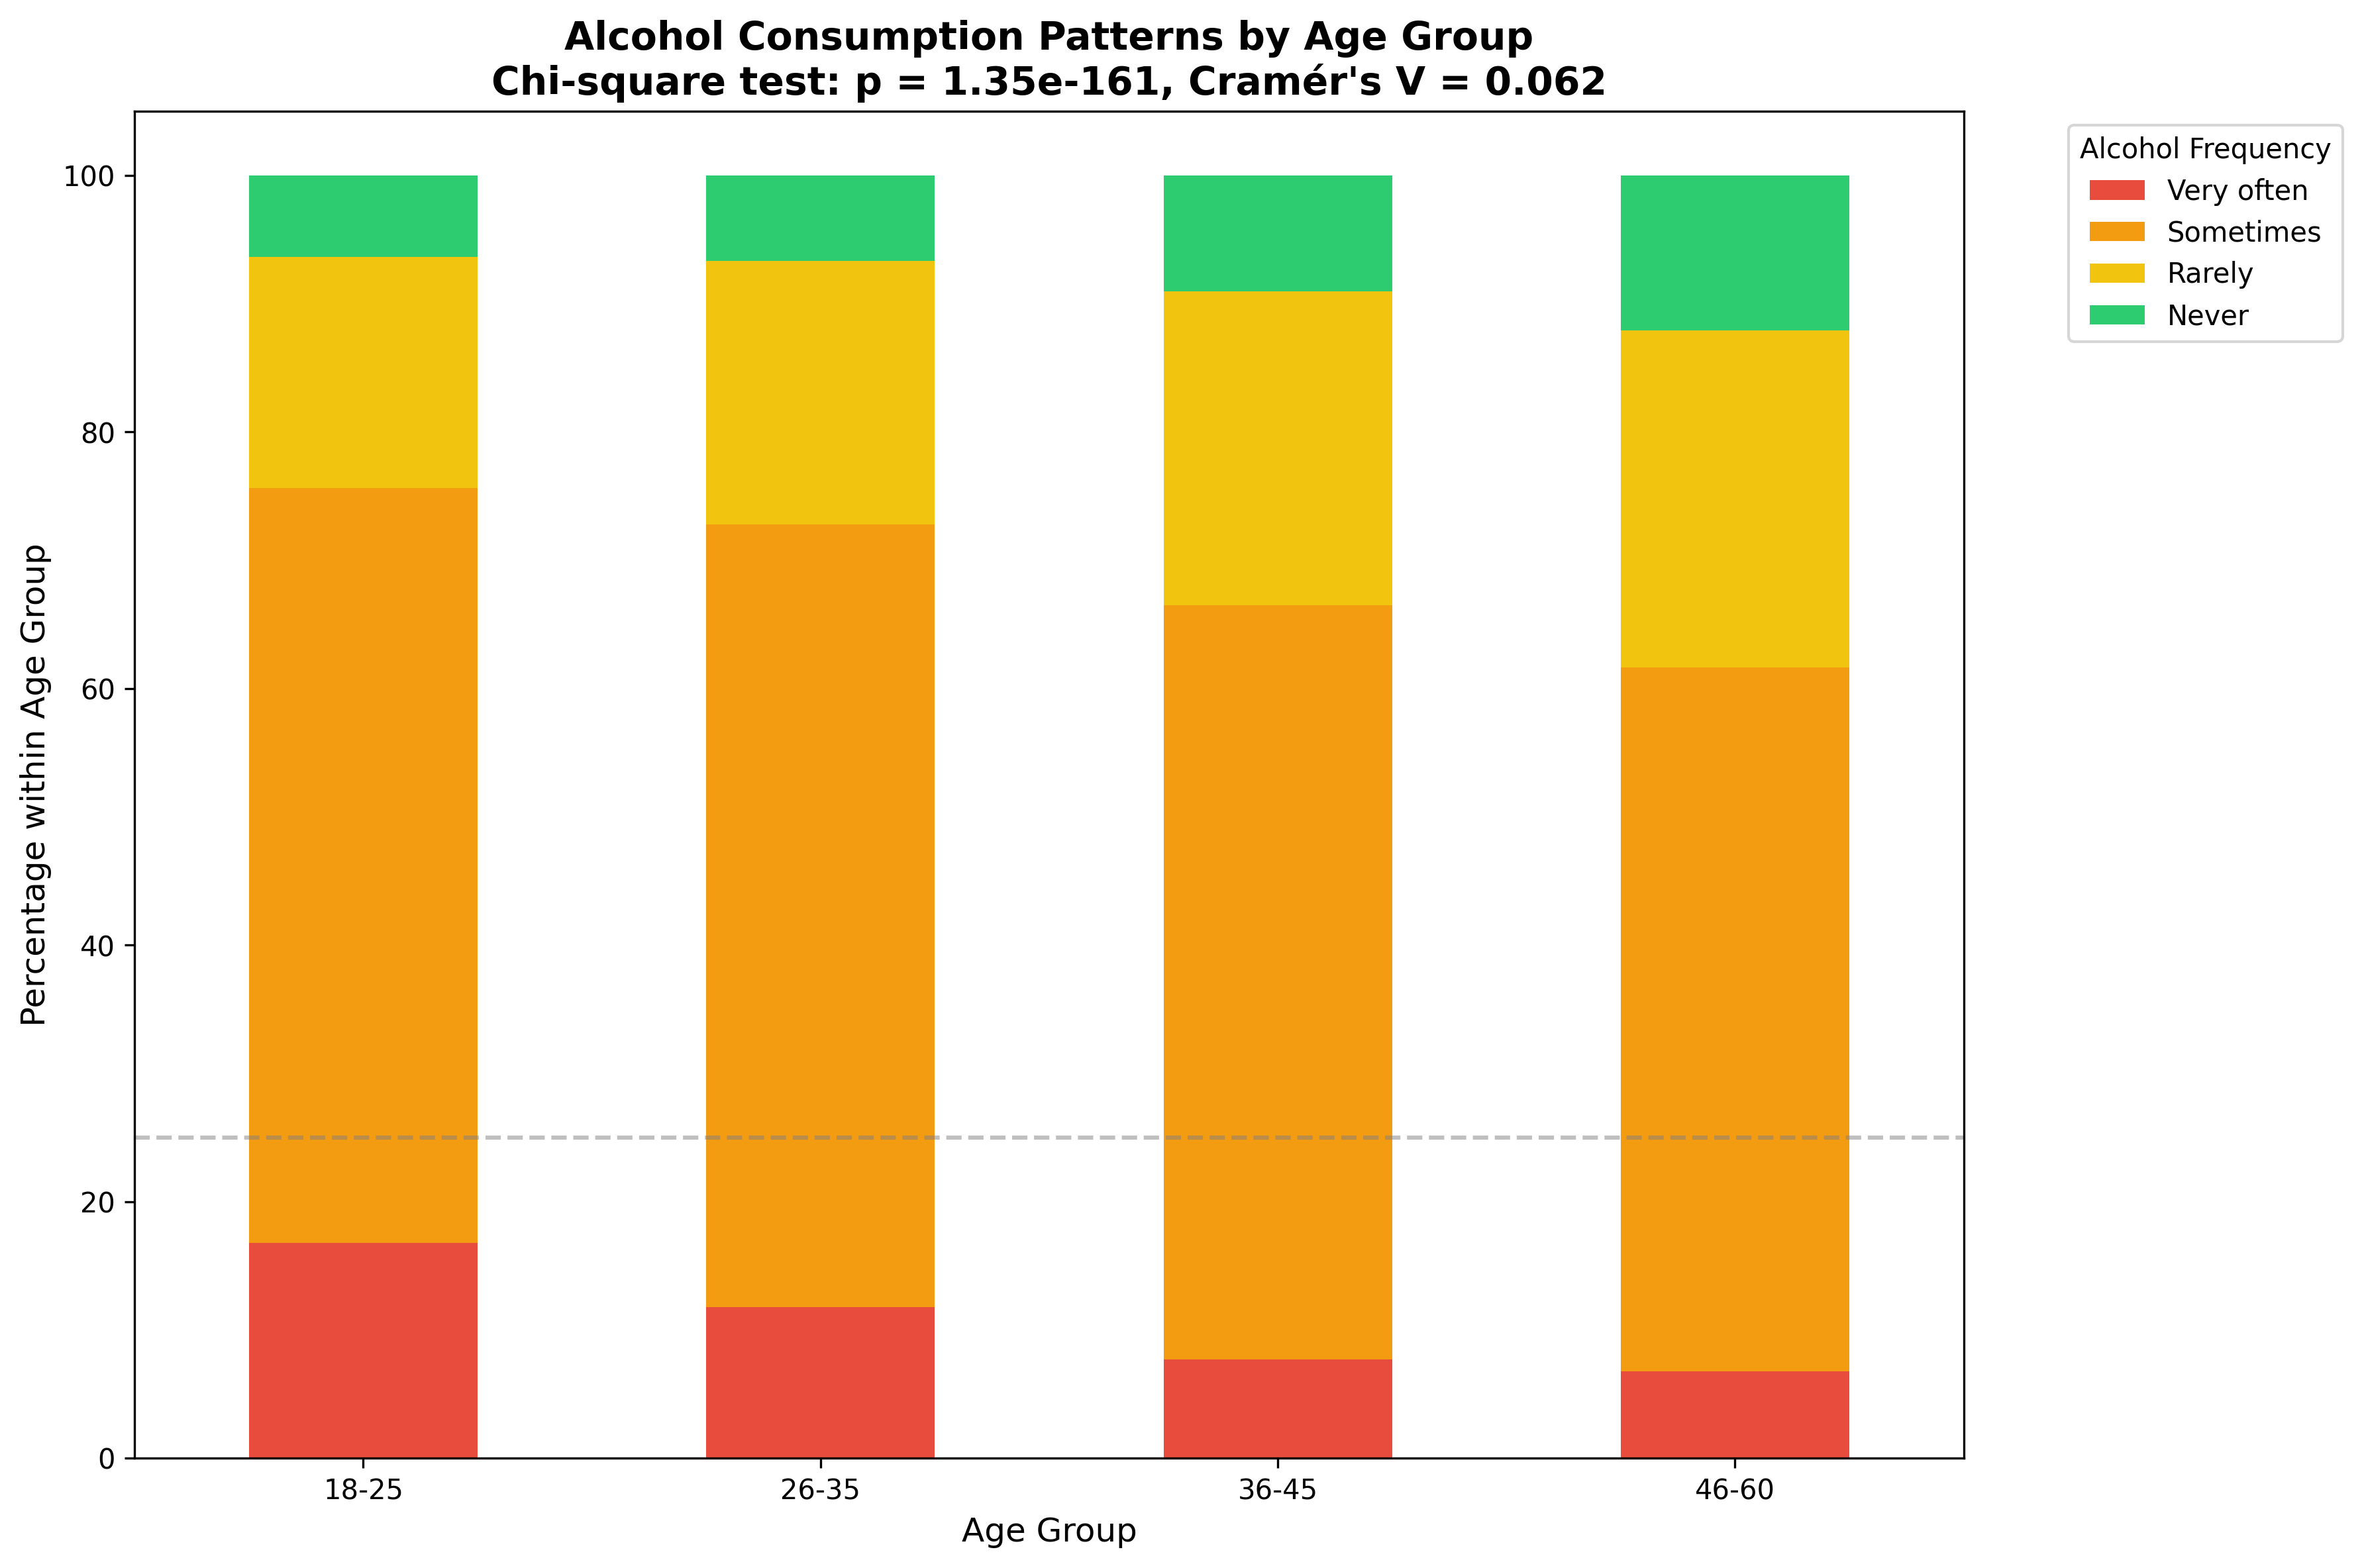 Alcohol Consumption Patterns by Age Group
Chi-square test: p = 1.35e-161, Cramér's V = 0.062
Percentage within Age Group
100
80
60
40
20
0
18-25
26-35
36-45
46-60
Age Group
Alcohol Frequency
Very often
Sometimes
Rarely
Never